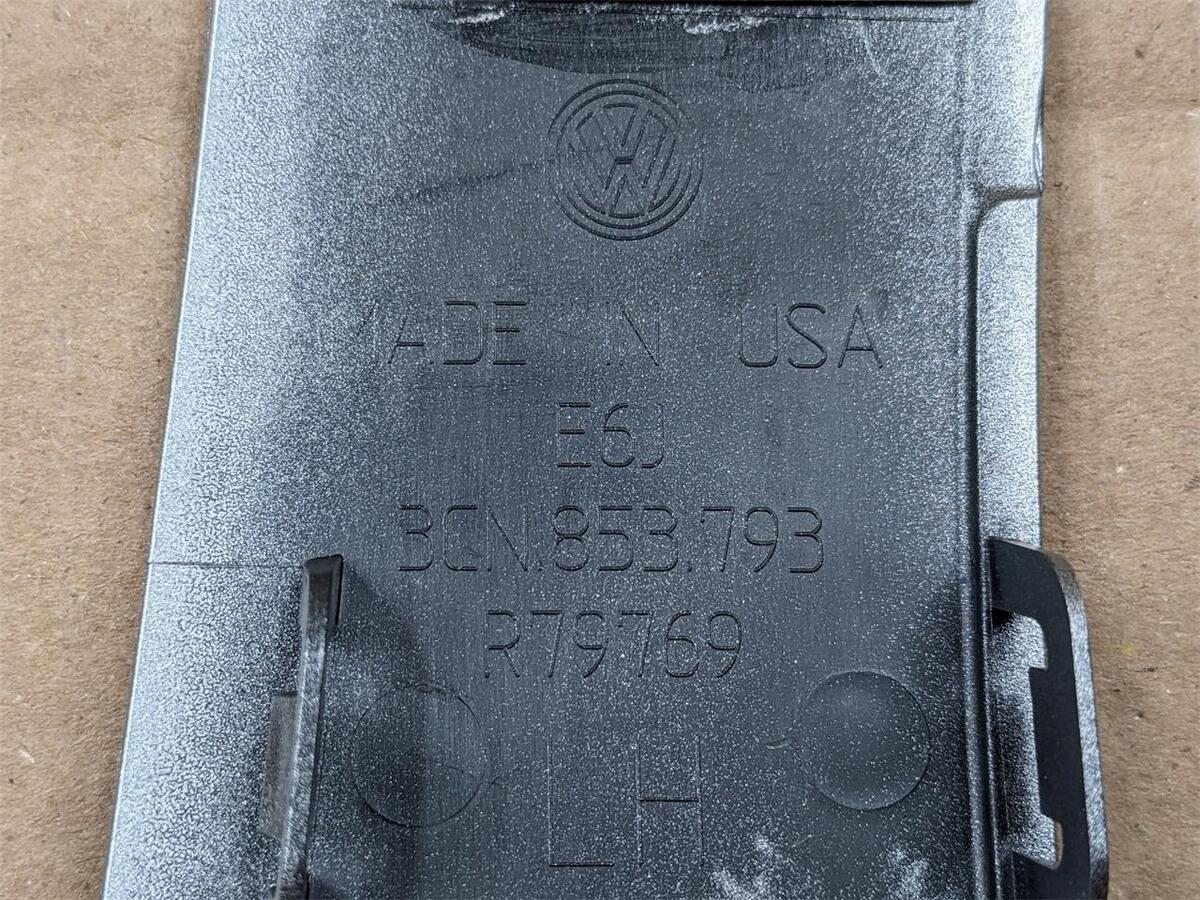 MADE IN USA
E6J
3CN.853.793
R79769
LH